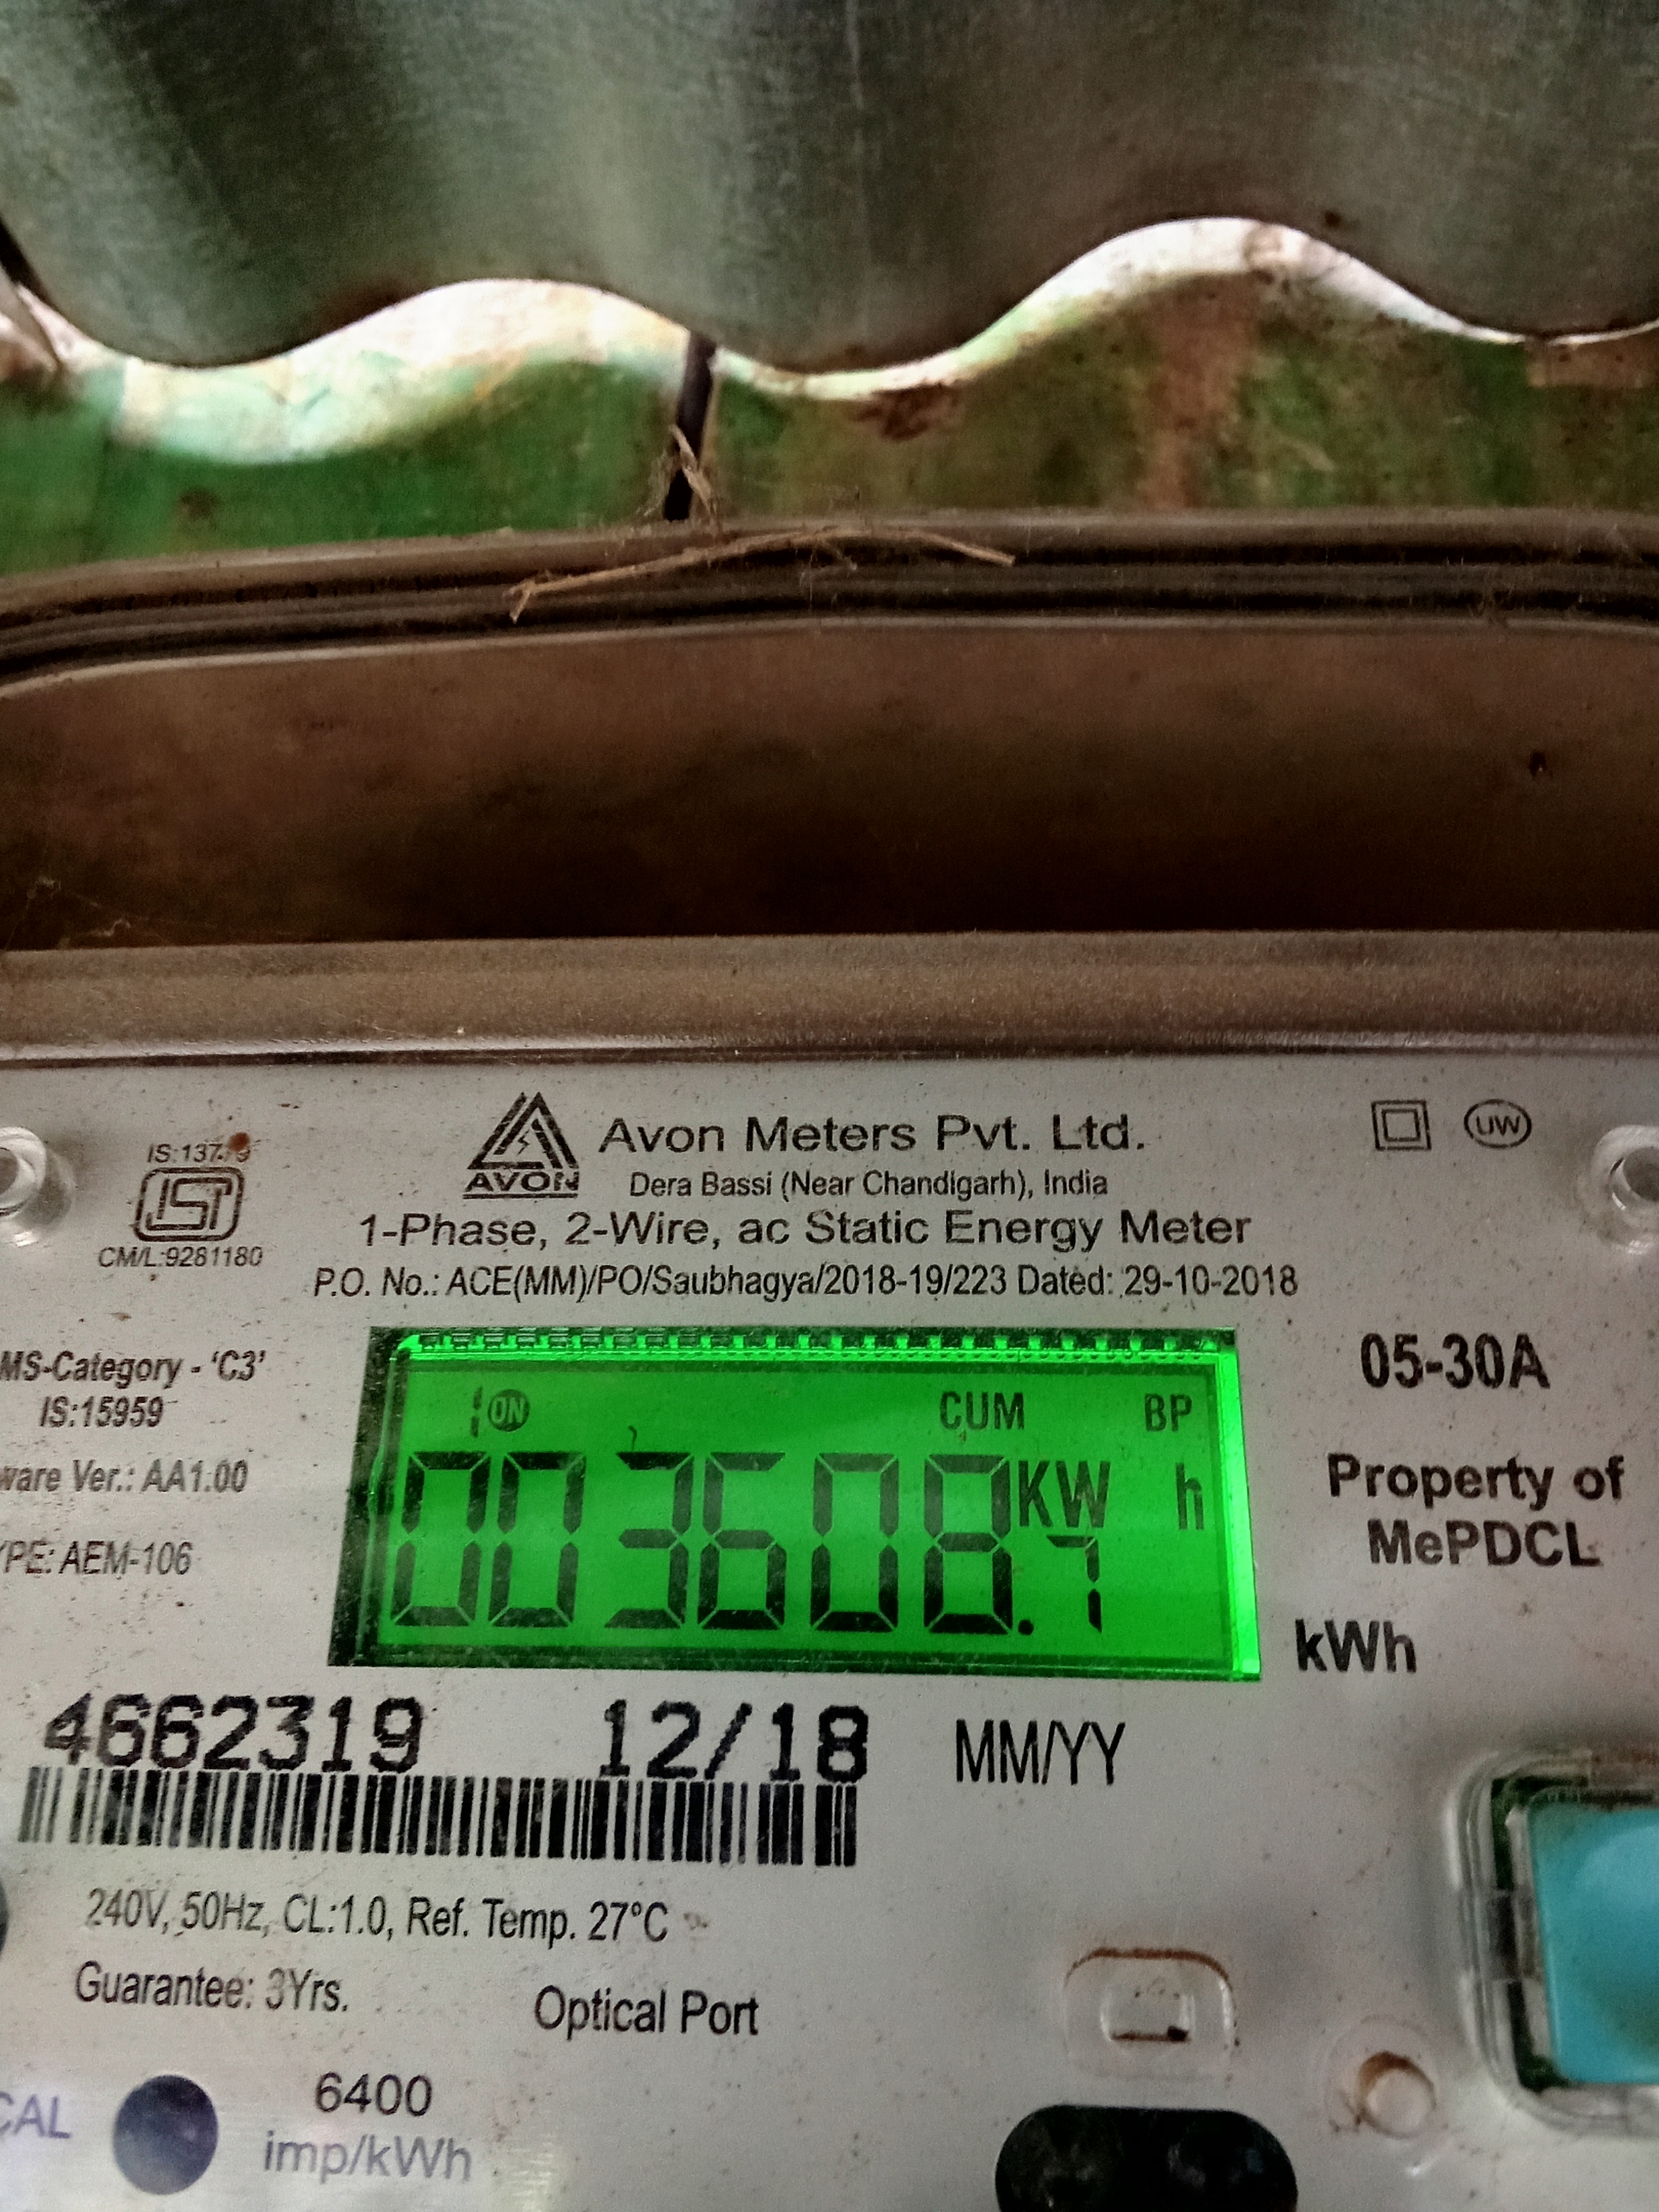 Avon Meters Pvt. Ltd.
AVON
Dera Bassi (Near Chandigarh), India
UW
ISI
CM/L:9281180
1-Phase, 2-Wire, ac Static Energy Meter
P.O. No.: ACE(MM)/PO/Saubhagya/2018-19/223 Dated: 29-10-2018
MS-Category - 'C3'
IS:15959
ware Ver.: AA1.00
YPE: AEM-106
1 ON CUM BP
003608.7 KW h
05-30A
Property of
MePDCL
kWh
4662319 12/18 MM/YY
240V, 50Hz, CL:1.0, Ref. Temp. 27°C
Guarantee: 3Yrs.
Optical Port
CAL
6400
imp/kWh